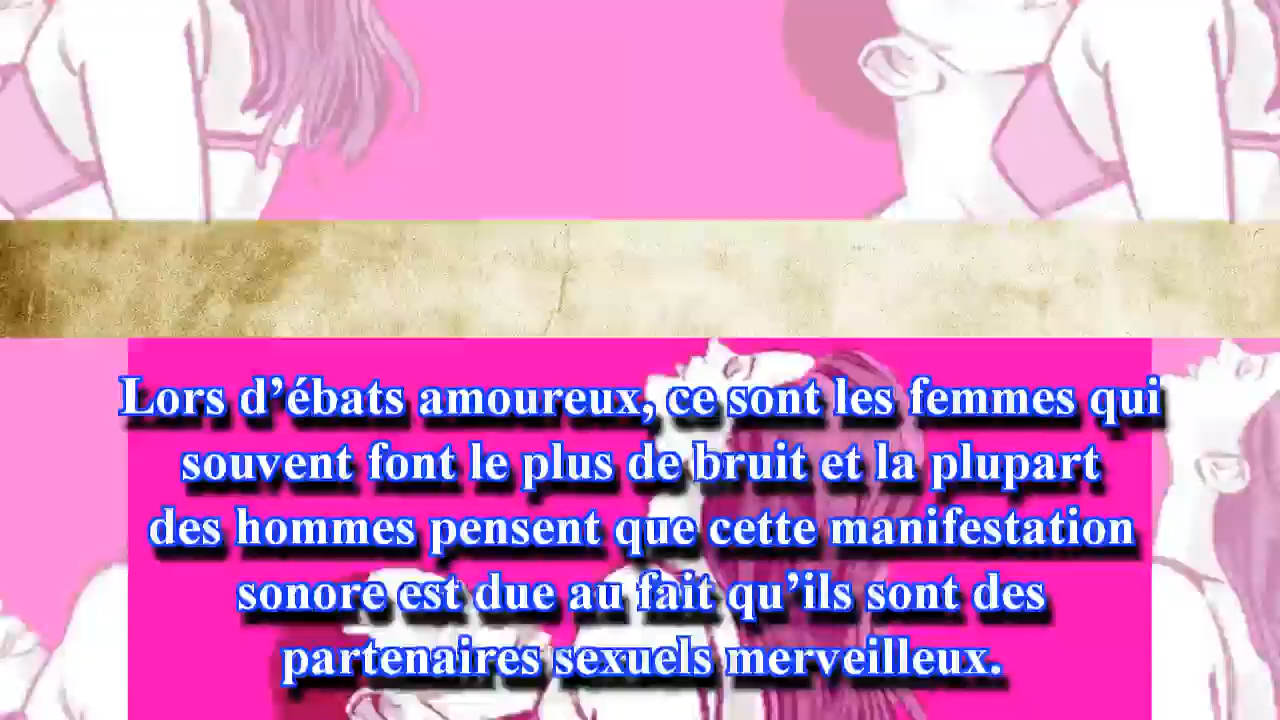 Lors d’ébats amoureux, ce sont les femmes qui
souvent font le plus de bruit et la plupart
des hommes pensent que cette manifestation
sonore est due au fait qu’ils sont des
partenaires sexuels merveilleux.